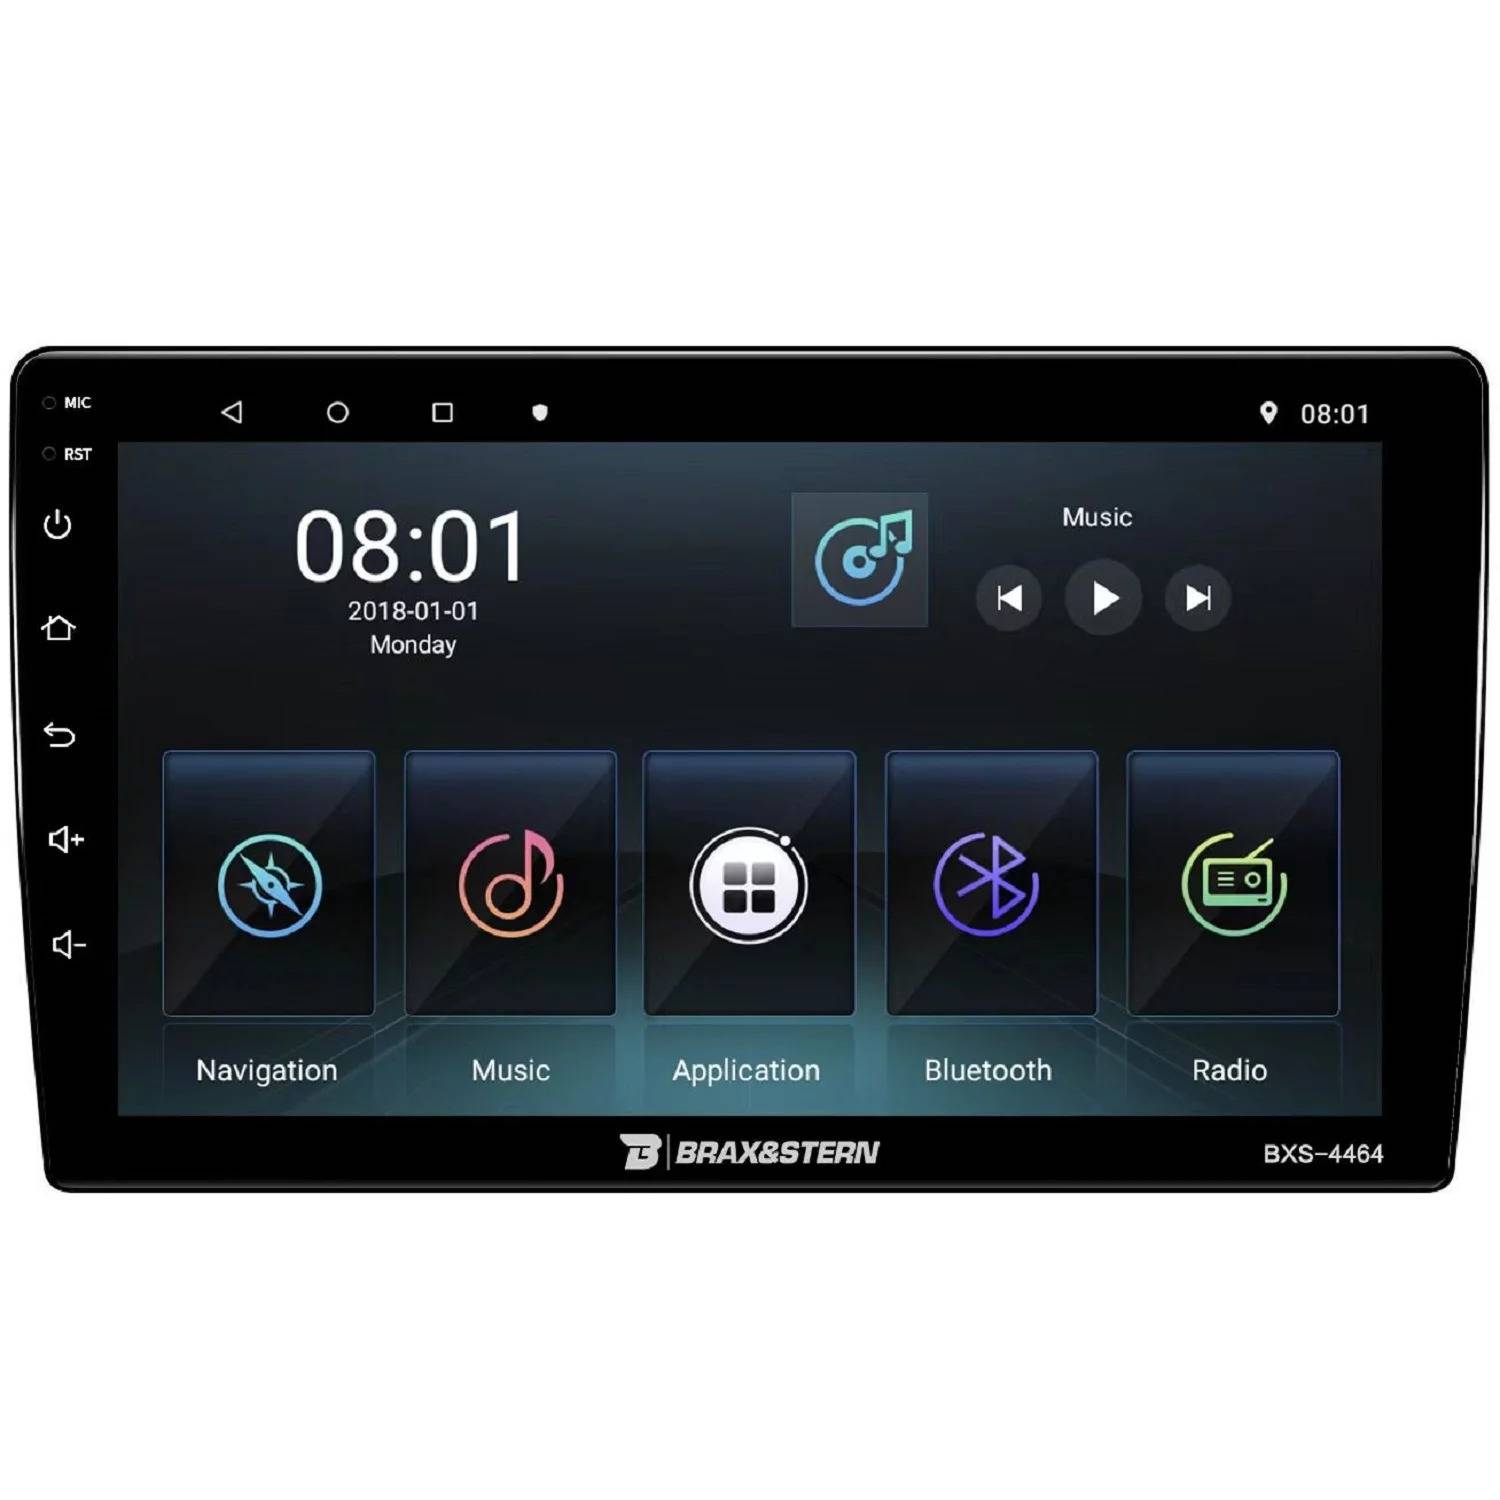 MIC
08:01
RST
08:01
2018-01-01
Monday
Music
Navigation
Music
Application
Bluetooth
Radio
BRAX&STERN
BXS-4464